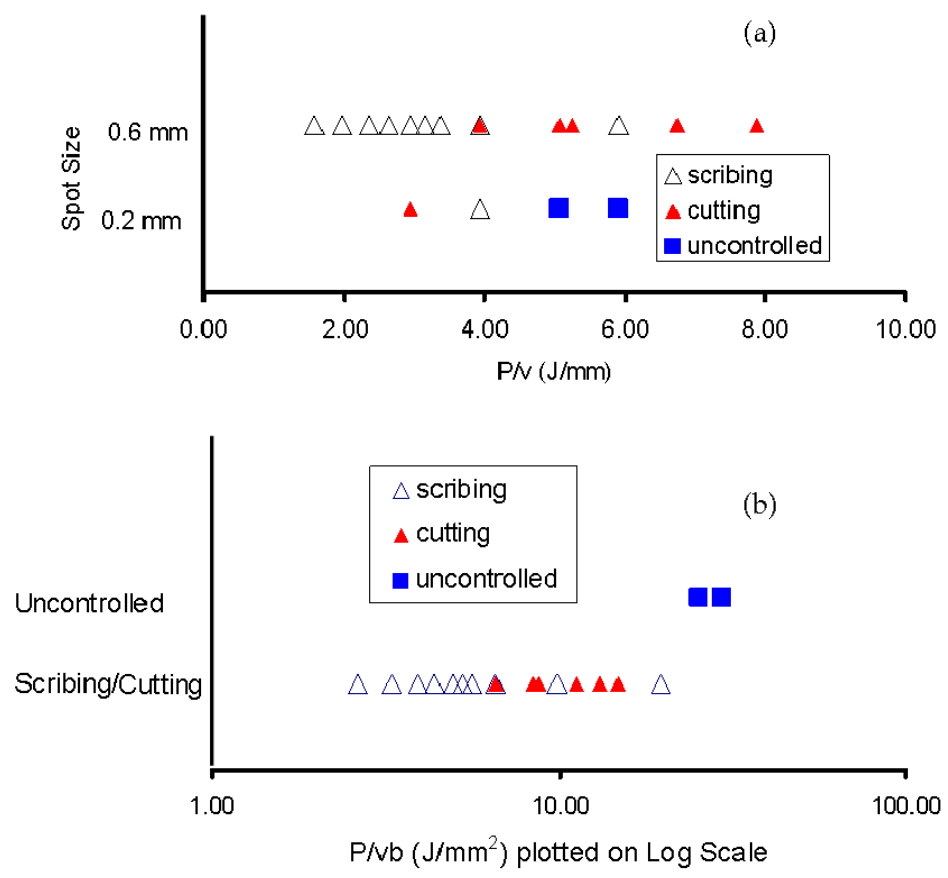 (a)
Spot Size
0.6 mm
0.2 mm
scribing
cutting
uncontrolled
0.00 2.00 4.00 6.00 8.00 10.00
P/v (J/mm)
(b)
scribing
cutting
uncontrolled
Uncontrolled
Scribing/Cutting
1.00 10.00 100.00
P/vb (J/mm²) plotted on Log Scale